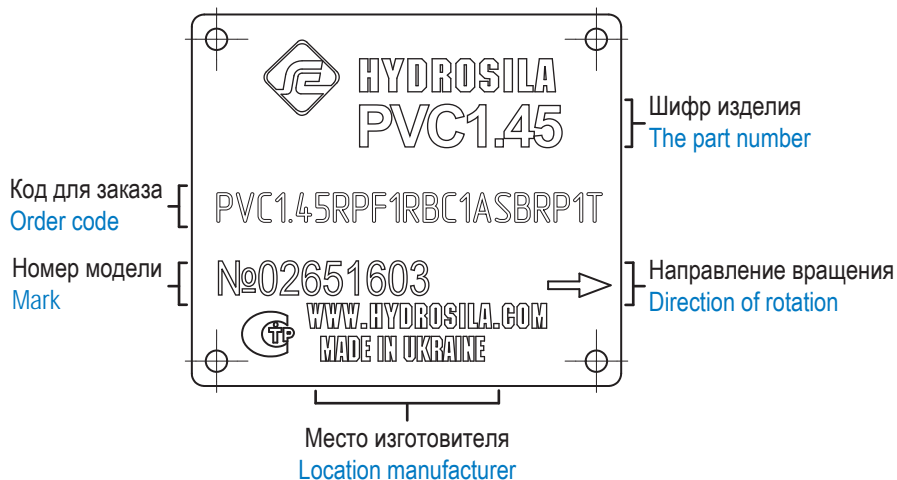 HYDROSILA
PVC1.45
Шифр изделия
The part number
Код для заказа
Order code
PVC1.45RPF1RBC1ASBRP1T
Номер модели
Mark
№02651603
Направление вращения
Direction of rotation
WWW.HYDROSILA.COM
MADE IN UKRAINE
Место изготовителя
Location manufacturer